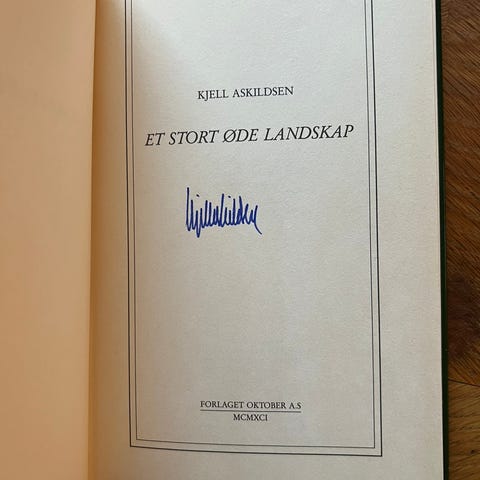 KJELL ASKILDSEN
ET STORT ØDE LANDSKAP
FORLAGET OKTOBER A.S
MCMXCI